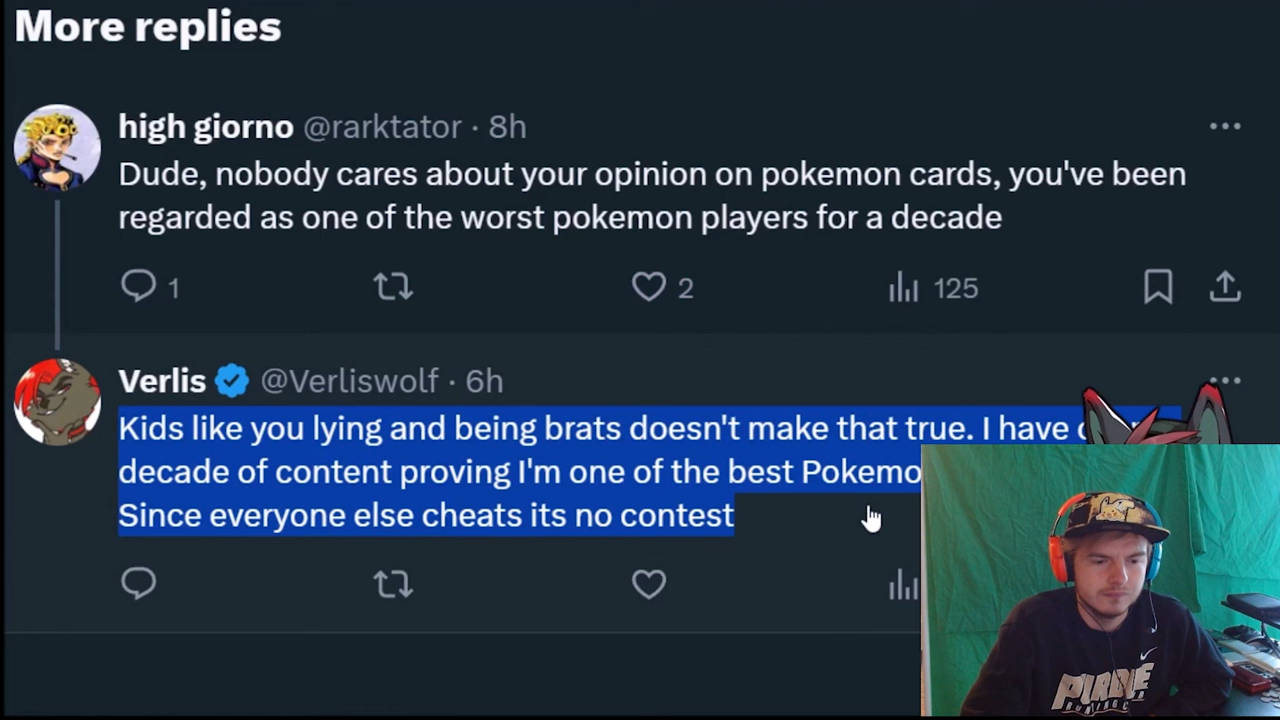 More replies
high giorno @rarktator · 8h
Dude, nobody cares about your opinion on pokemon cards, you've been
regarded as one of the worst pokemon players for a decade
1
2
125
Verlis @Verliswolf · 6h
Kids like you lying and being brats doesn't make that true. I have
decade of content proving I'm one of the best
Since everyone else cheats its no contest
PURDUE